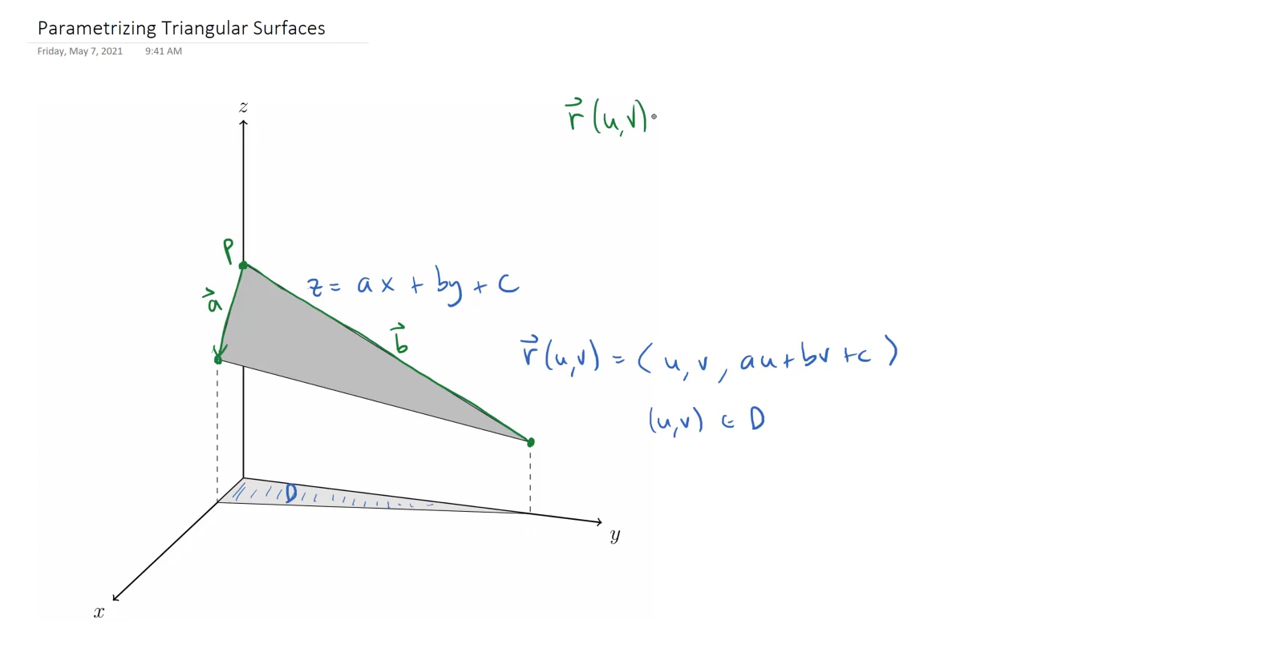 Parametrizing Triangular Surfaces
Friday, May 7, 2021 9:41 AM
z
r⃗(u,v)
P
z = ax + by + c
a⃗
b⃗
r⃗(u,v) = (u, v, au + bv + c)
(u,v) ∈ D
D
y
x